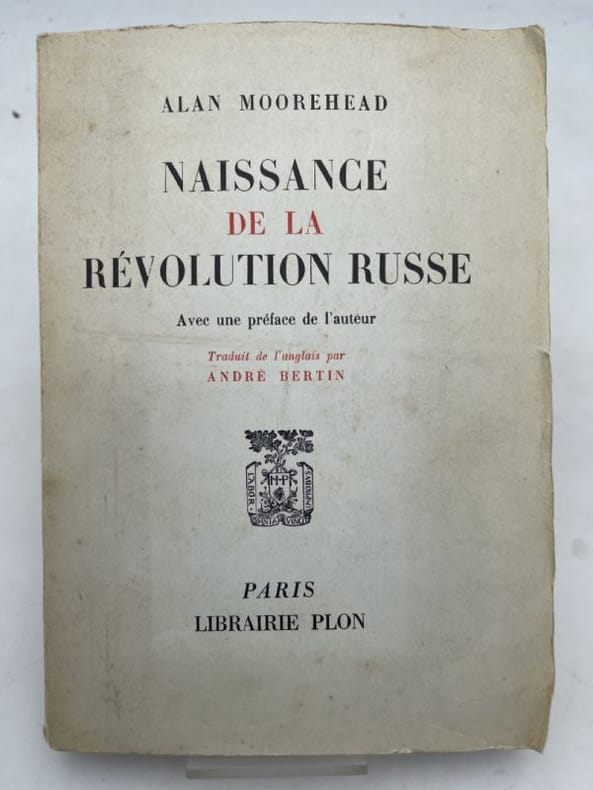 ALAN MOOREHEAD
NAISSANCE
DE LA
RÉVOLUTION RUSSE
Avec une préface de l'auteur
Traduit de l'anglais par
ANDRÉ BERTIN
LABOR
PARIS
LIBRAIRIE PLON